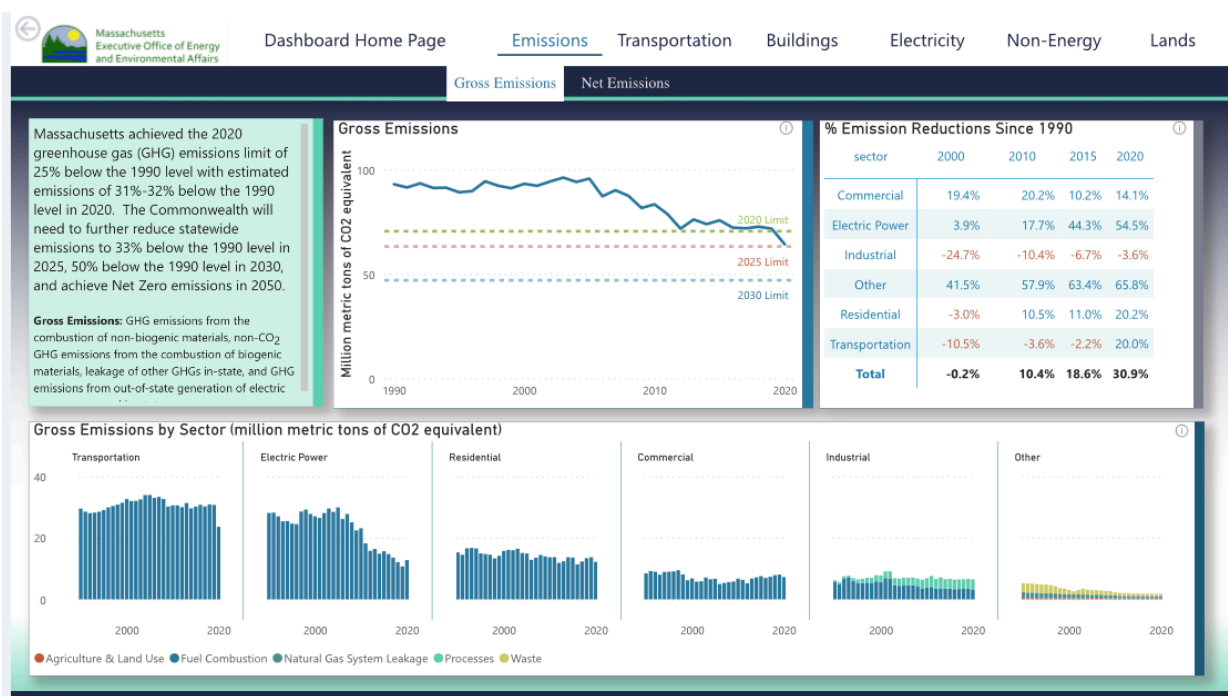 Massachusetts
Executive Office of Energy
and Environmental Affairs
Dashboard Home Page
Emissions
Transportation
Buildings
Electricity
Non-Energy
Lands
Gross Emissions
Net Emissions
Massachusetts achieved the 2020
greenhouse gas (GHG) emissions limit of
25% below the 1990 level with estimated
emissions of 31%-32% below the 1990
level in 2020. The Commonwealth will
need to further reduce statewide
emissions to 33% below the 1990 level in
2025, 50% below the 1990 level in 2030,
and achieve Net Zero emissions in 2050.
Gross Emissions: GHG emissions from the
combustion of non-biogenic materials, non-CO2
GHG emissions from the combustion of biogenic
materials, leakage of other GHGs in-state, and GHG
emissions from out-of-state generation of electric
Gross Emissions
Million metric tons of CO2 equivalent
100
50
0
2020 Limit
2025 Limit
2030 Limit
1990 2000 2010 2020
% Emission Reductions Since 1990
sector 2000 2010 2015 2020
Commercial 19.4% 20.2% 10.2% 14.1%
Electric Power 3.9% 17.7% 44.3% 54.5%
Industrial -24.7% -10.4% -6.7% -3.6%
Other 41.5% 57.9% 63.4% 65.8%
Residential -3.0% 10.5% 11.0% 20.2%
Transportation -10.5% -3.6% -2.2% 20.0%
Total -0.2% 10.4% 18.6% 30.9%
Gross Emissions by Sector (million metric tons of CO2 equivalent)
Transportation Electric Power Residential Commercial Industrial Other
40
20
0
2000 2020 2000 2020 2000 2020 2000 2020 2000 2020 2000 2020
Agriculture & Land Use Fuel Combustion Natural Gas System Leakage Processes Waste